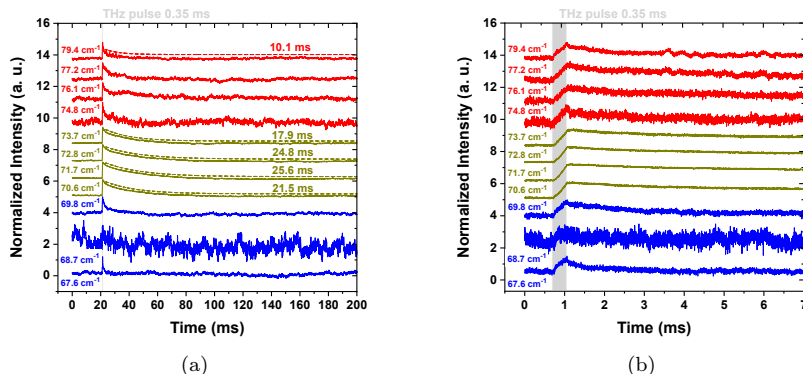 THz pulse 0.35 ms
Normalized Intensity (a. u.)
16
14
12
10
8
6
4
2
0
79.4 cm-1
77.2 cm-1
76.1 cm-1
74.8 cm-1
73.7 cm-1
72.8 cm-1
71.7 cm-1
70.6 cm-1
69.8 cm-1
68.7 cm-1
67.6 cm-1
10.1 ms
17.9 ms
24.8 ms
25.6 ms
21.5 ms
0 20 40 60 80 100 120 140 160 180 200
Time (ms)
(a)
THz pulse 0.35 ms
Normalized Intensity (a. u.)
16
14
12
10
8
6
4
2
0
79.4 cm-1
77.2 cm-1
76.1 cm-1
74.8 cm-1
73.7 cm-1
72.8 cm-1
71.7 cm-1
70.6 cm-1
69.8 cm-1
68.7 cm-1
67.6 cm-1
0 1 2 3 4 5 6 7
Time (ms)
(b)